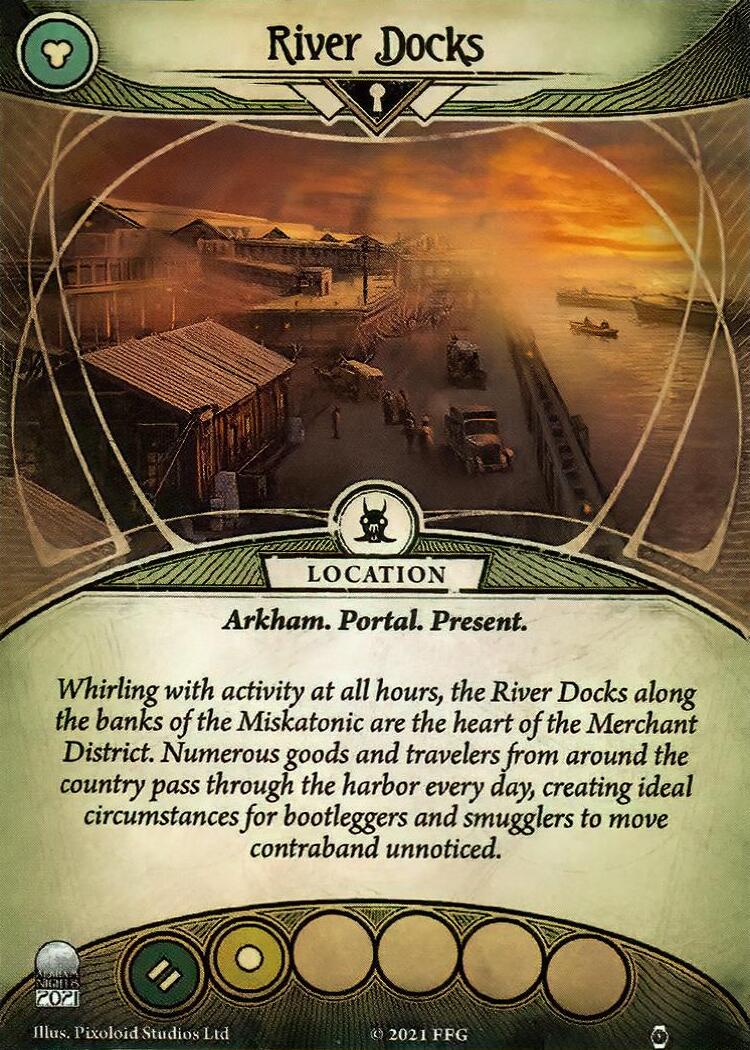 River Docks
LOCATION
Arkham. Portal. Present.
Whirling with activity at all hours, the River Docks along
the banks of the Miskatonic are the heart of the Merchant
District. Numerous goods and travelers from around the
country pass through the harbor every day, creating ideal
circumstances for bootleggers and smugglers to move
contraband unnoticed.
ARKHAM
NIGHTS
2021
Illus. Pixoloid Studios Ltd
© 2021 FFG